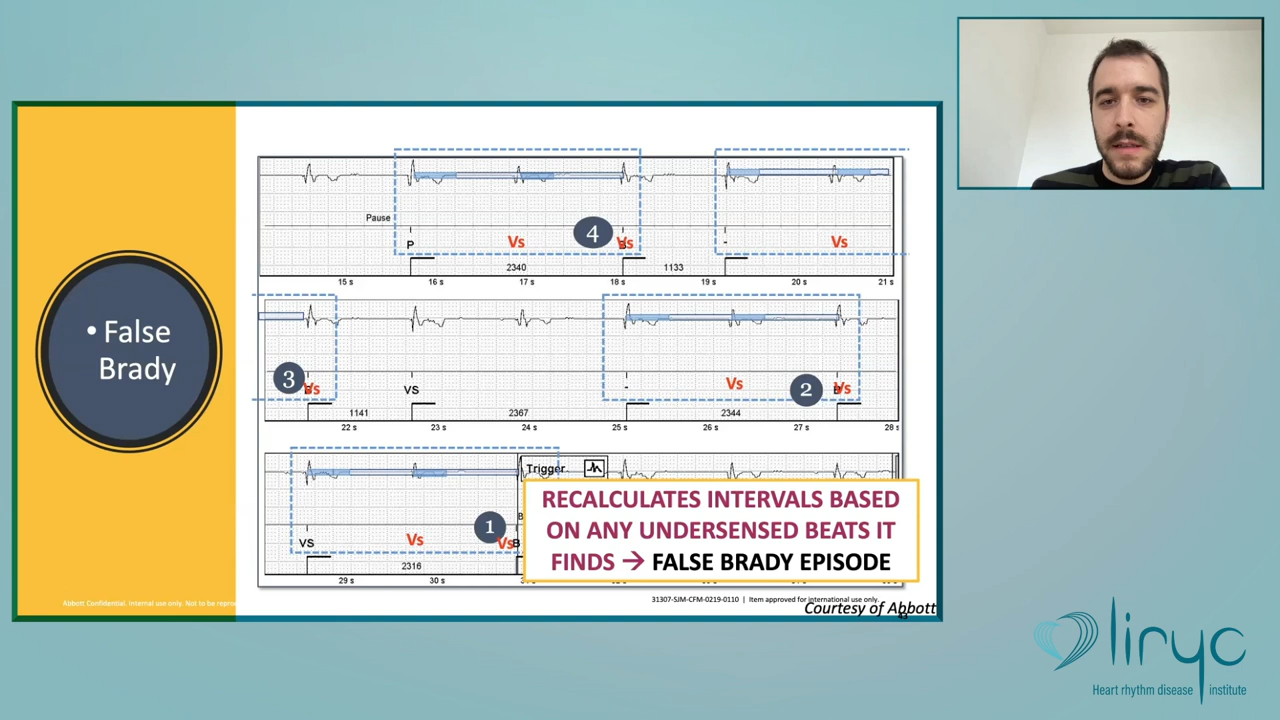 • False
Brady
Pause
4
P
Vs
Vs
-
Vs
2340
1133
15 s
16 s
17 s
18 s
19 s
20 s
21 s
3
Vs
VS
-
Vs
2
Vs
1141
2367
2344
22 s
23 s
24 s
25 s
26 s
27 s
28 s
Trigger
VS
Vs
1
Vs
B
2316
29 s
30 s
RECALCULATES INTERVALS BASED
ON ANY UNDERSENSED BEATS IT
FINDS → FALSE BRADY EPISODE
Abbott Confidential. Internal use only. Not to be
31307-SJM-CFM-0219-0110 | Item approved for international use only.
Courtesy of Abbott
43
liryc
Heart rhythm disease institute